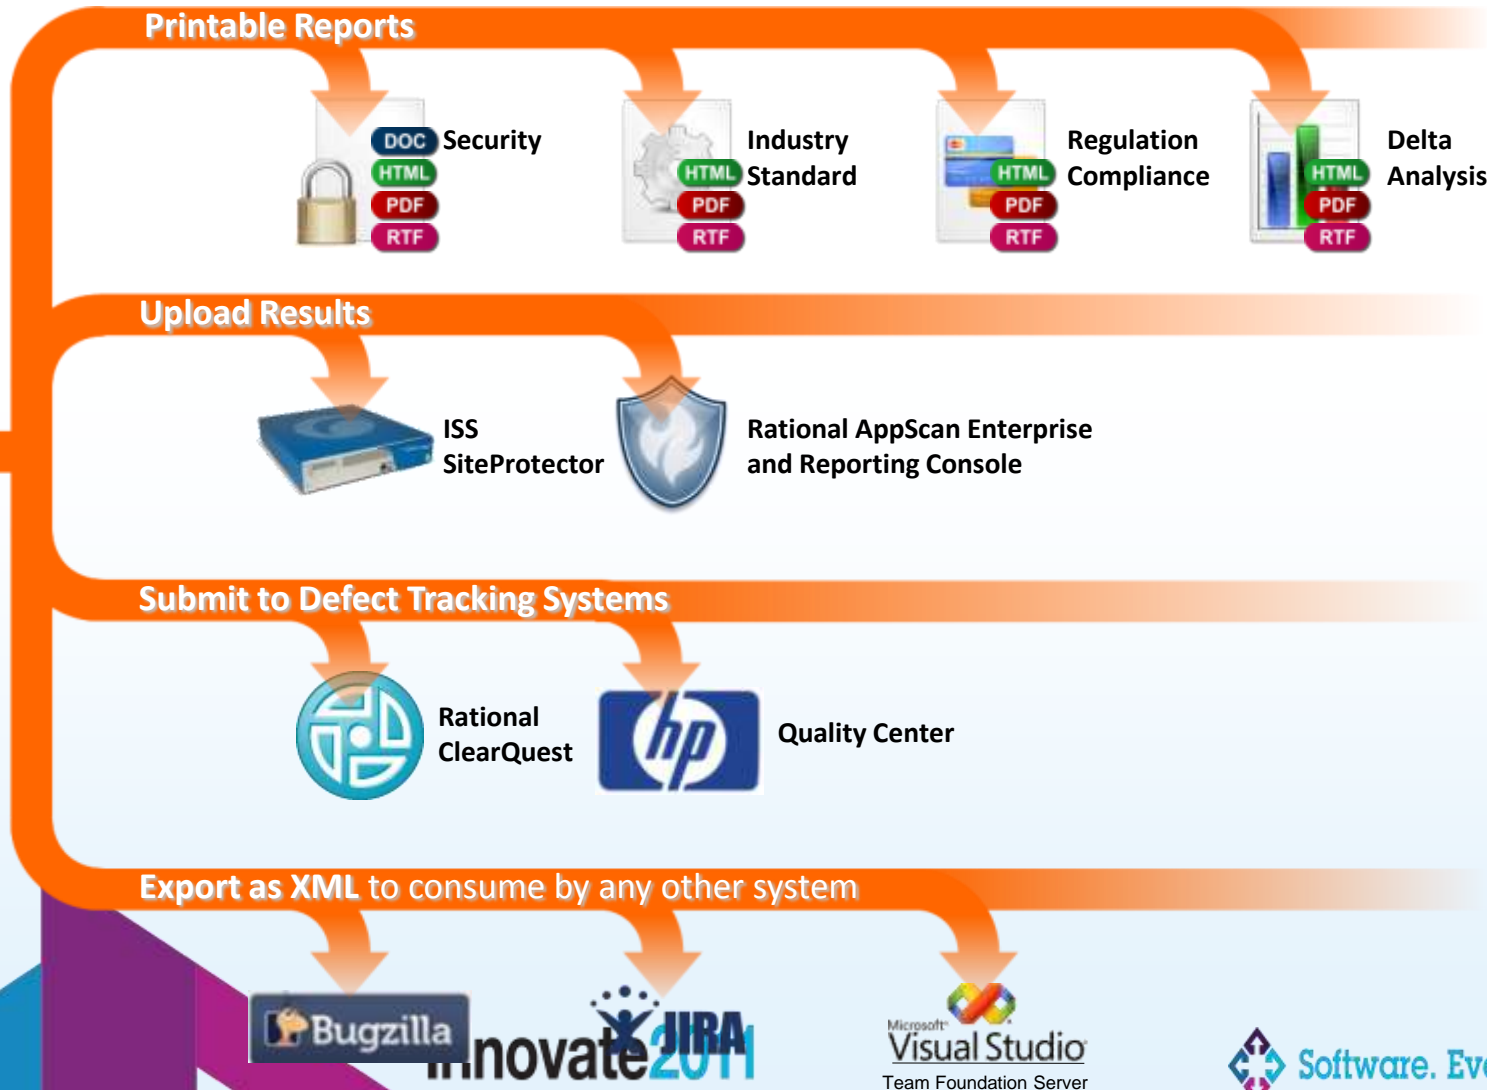 Printable Reports
DOC
HTML
PDF
RTF
Security
HTML
PDF
RTF
Industry
Standard
HTML
PDF
RTF
Regulation
Compliance
HTML
PDF
RTF
Delta
Analysis
Upload Results
ISS
SiteProtector
Rational AppScan Enterprise
and Reporting Console
Submit to Defect Tracking Systems
Rational
ClearQuest
hp
Quality Center
Export as XML to consume by any other system
Bugzilla
JIRA
Microsoft
Visual Studio
Team Foundation Server
Innovate2011
Software. Eve